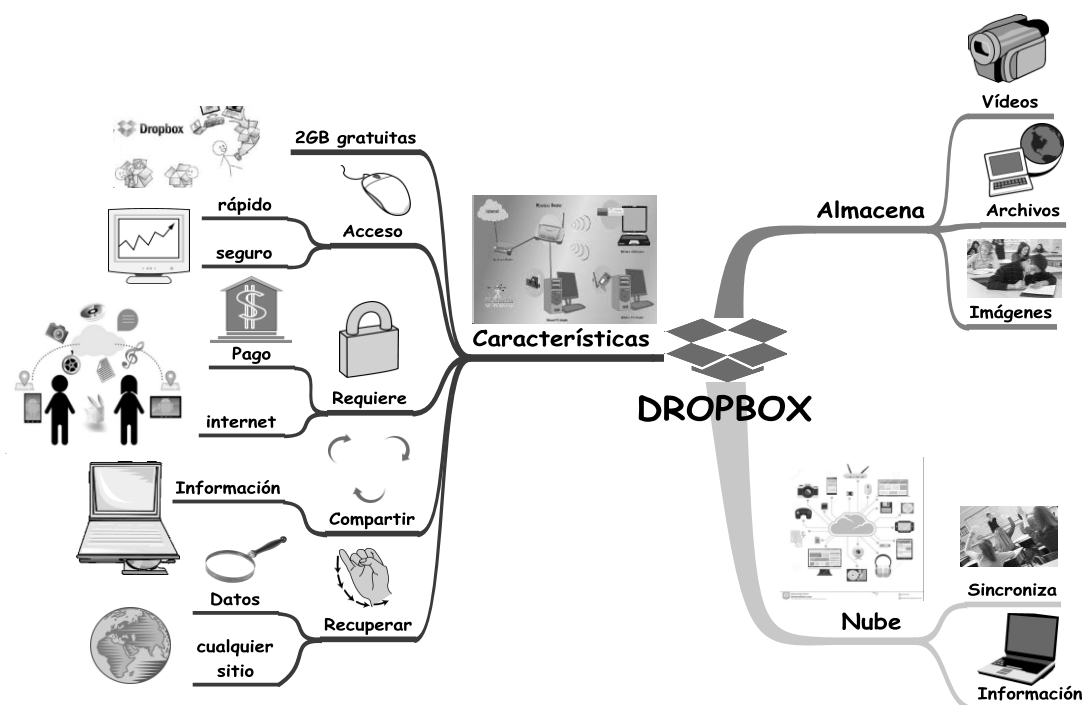 Dropbox
2GB gratuitas
rápido
Acceso
seguro
Pago
Requiere
internet
Información
Compartir
Datos
Recuperar
cualquier
sitio
Características
DROPBOX
Almacena
Vídeos
Archivos
Imágenes
Nube
Sincroniza
Información